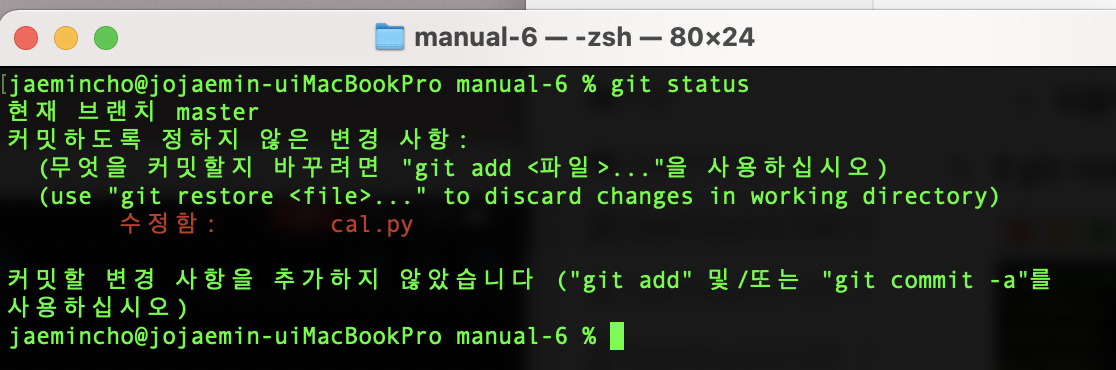 manual-6 — -zsh — 80×24
[jaemincho@jojaemin-uiMacBookPro manual-6 % git status
현재 브랜치 master
커밋하도록 정하지 않은 변경 사항:
(무엇을 커밋할지 바꾸려면 "git add <파일>..."을 사용하십시오)
(use "git restore <file>..." to discard changes in working directory)
수정함: cal.py
커밋할 변경 사항을 추가하지 않았습니다 ("git add" 및/또는 "git commit -a"를
사용하십시오)
jaemincho@jojaemin-uiMacBookPro manual-6 %